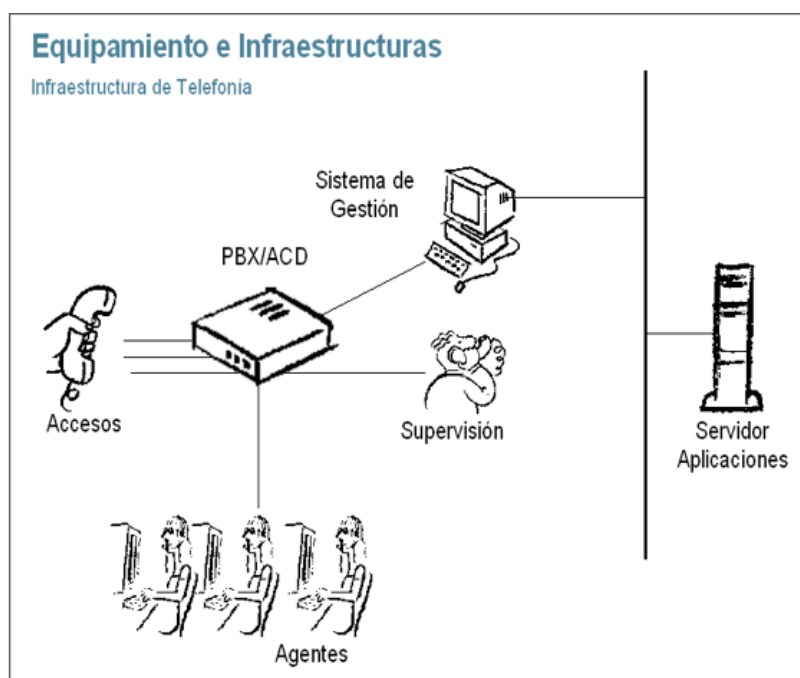 Equipamiento e Infraestructuras
Infraestructura de Telefonía
Sistema de
Gestión
PBX/ACD
Accesos
Supervisión
Servidor
Aplicaciones
Agentes